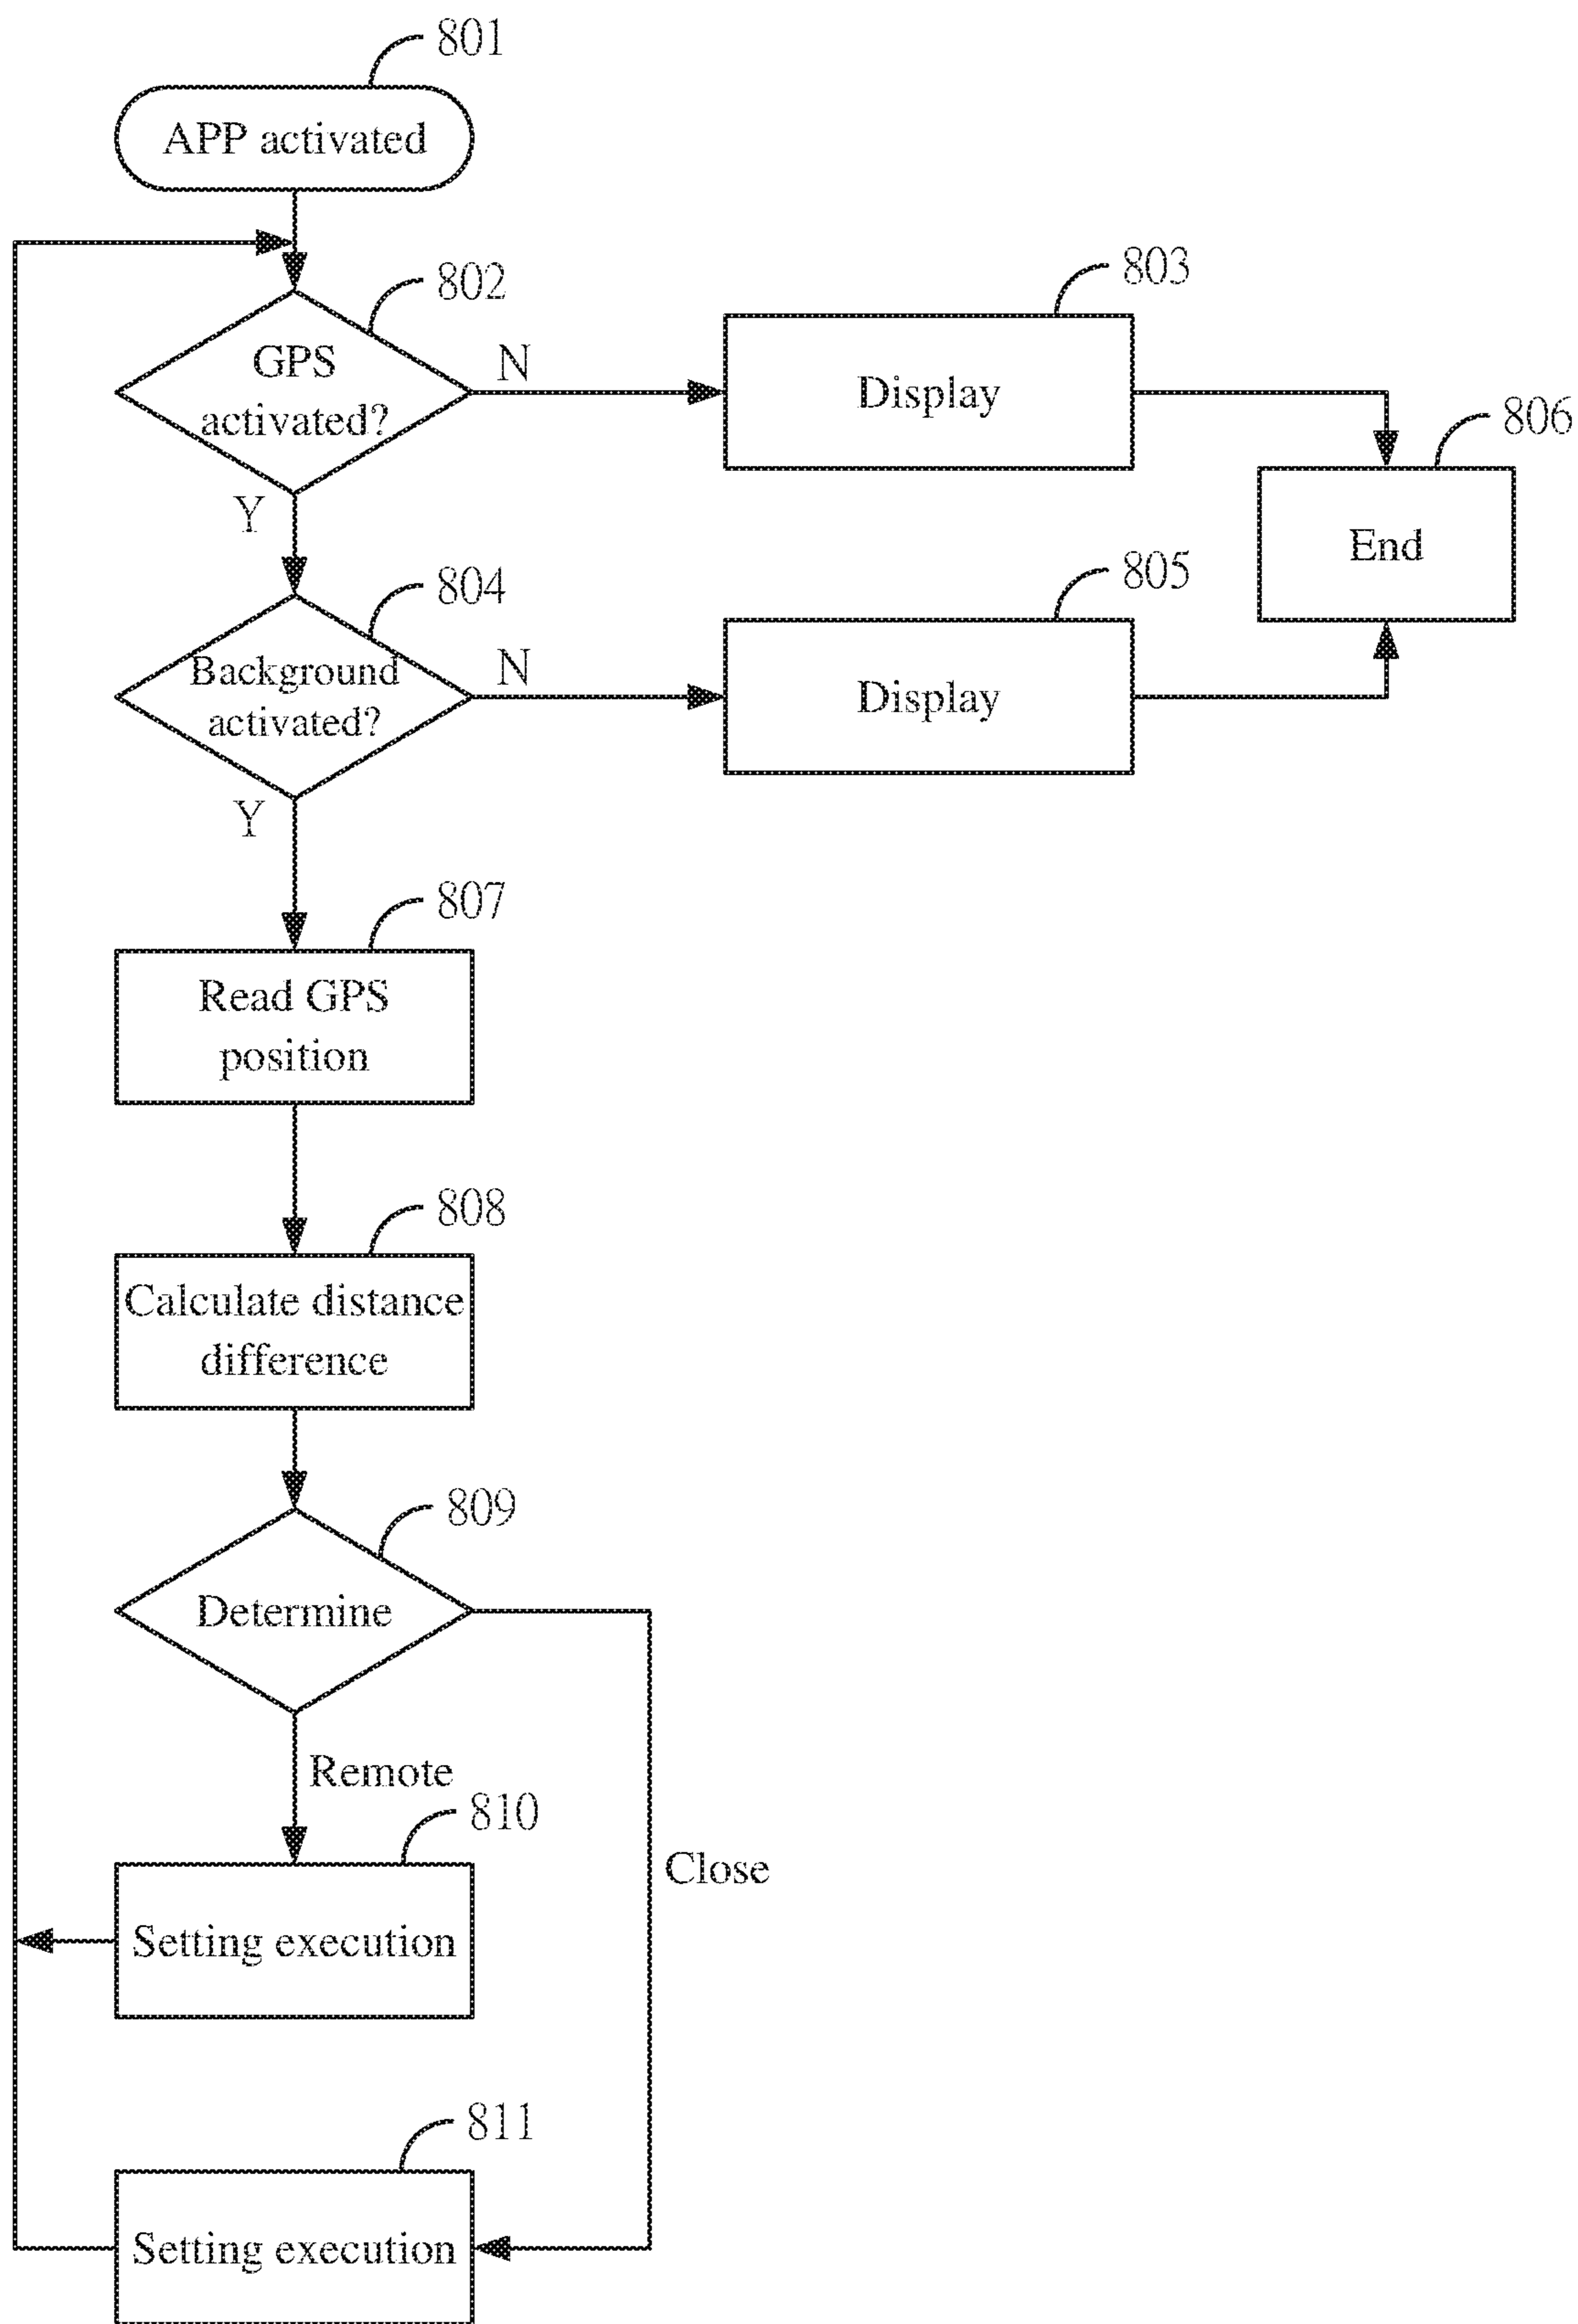 801
APP activated
802
GPS
activated?
N
803
Display
806
End
Y
804
Background
activated?
N
805
Display
Y
807
Read GPS
position
808
Calculate distance
difference
809
Determine
Remote
810
Close
Setting execution
811
Setting execution